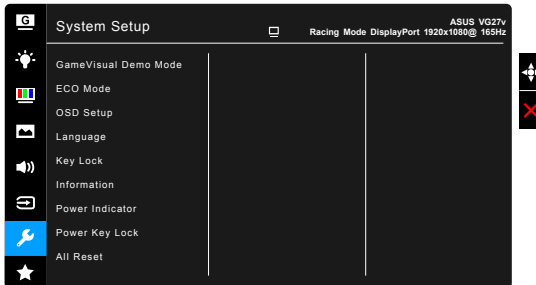 G
System Setup
ASUS VG27v
Racing Mode DisplayPort 1920x1080@ 165Hz
GameVisual Demo Mode
ECO Mode
OSD Setup
Language
Key Lock
Information
Power Indicator
Power Key Lock
All Reset